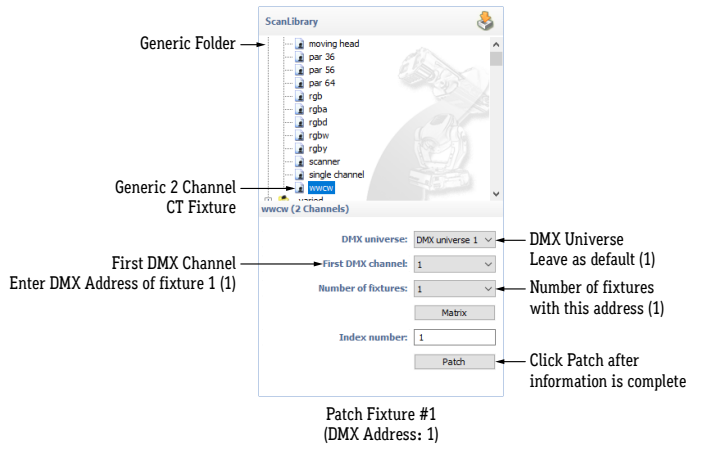 ScanLibrary
Generic Folder
moving head
par 36
par 56
par 64
rgb
rgba
rgbd
rgbw
rgby
scanner
single channel
wwcw
varied
Generic 2 Channel
CT Fixture
wwcw (2 Channels)
DMX universe: DMX universe 1
DMX Universe
Leave as default (1)
First DMX Channel
Enter DMX Address of fixture 1 (1)
First DMX channel: 1
Number of fixtures: 1
Number of fixtures
with this address (1)
Matrix
Index number: 1
Patch
Click Patch after
information is complete
Patch Fixture #1
(DMX Address: 1)